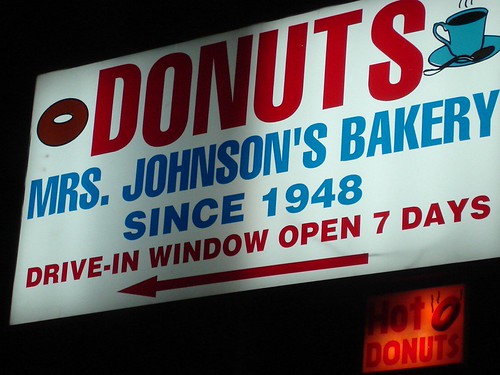 DONUTS
MRS. JOHNSON'S BAKERY
SINCE 1948
DRIVE-IN WINDOW OPEN 7 DAYS
Hot
DONUTS